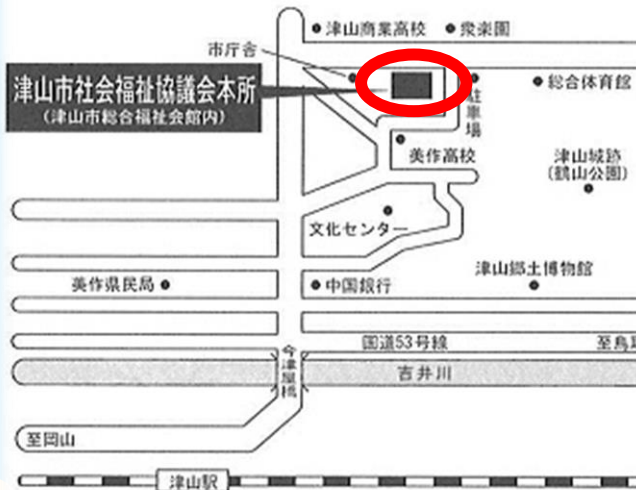 津山商業高校
衆楽園
市庁舎
津山市社会福祉協議会本所
(津山市総合福祉会館内)
駐車場
総合体育館
美作高校
津山城跡
(鶴山公園)
文化センター
津山郷土博物館
美作県民局
中国銀行
国道53号線
至鳥取
今津屋橋
吉井川
至岡山
津山駅